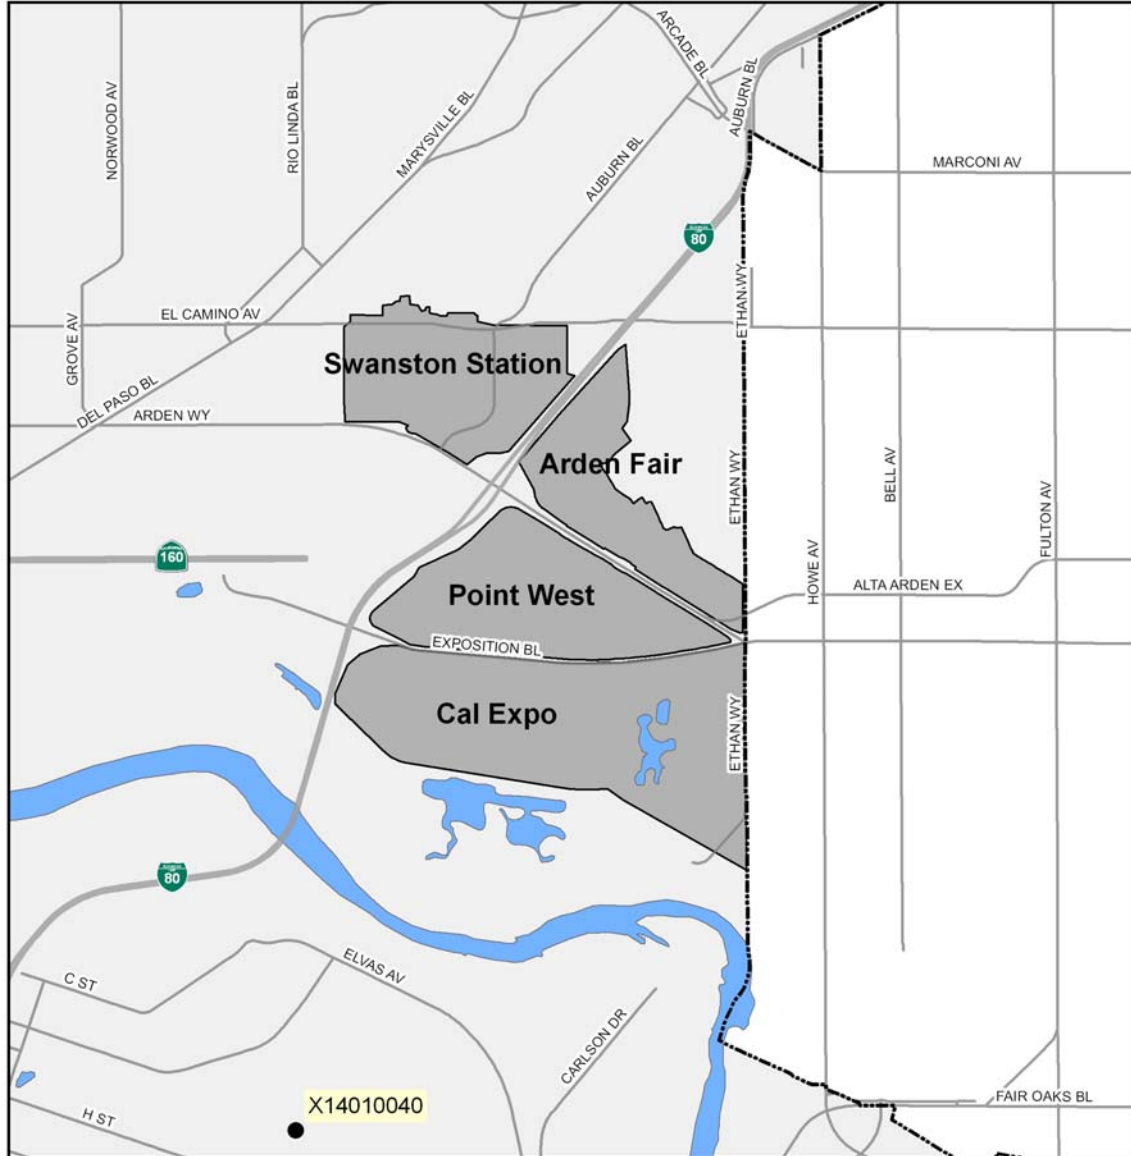 ARCADE BL
AUBURN BL
NORWOOD AV
RIO LINDA BL
MARYSVILLE BL
AUBURN BL
MARCONI AV
80
ETHAN WY
EL CAMINO AV
GROVE AV
Swanston Station
DEL PASO BL
ARDEN WY
Arden Fair
ETHAN WY
BELL AV
FULTON AV
160
HOWE AV
ALTA ARDEN EX
Point West
EXPOSITION BL
Cal Expo
ETHAN WY
80
C ST
ELVAS AV
CARLSON DR
X14010040
H ST
FAIR OAKS BL